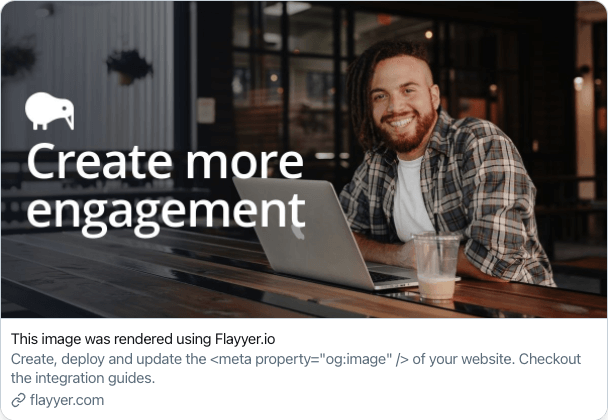 Create more
engagement
This image was rendered using Flayyer.io
Create, deploy and update the <meta property="og:image" /> of your website. Checkout
the integration guides.
flayyer.com